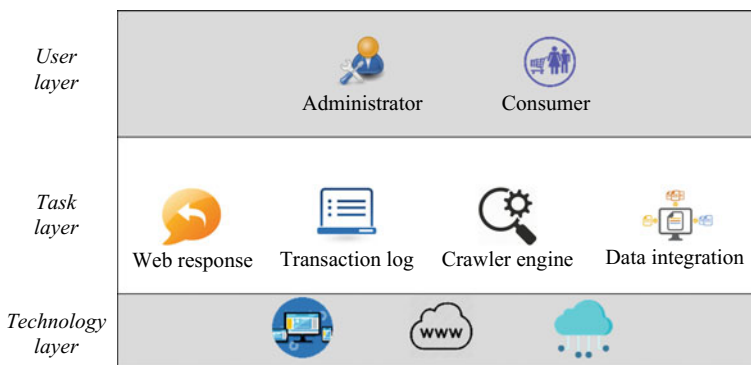 User
layer
Administrator
Consumer
Task
layer
Web response
Transaction log
Crawler engine
Data integration
Technology
layer
www